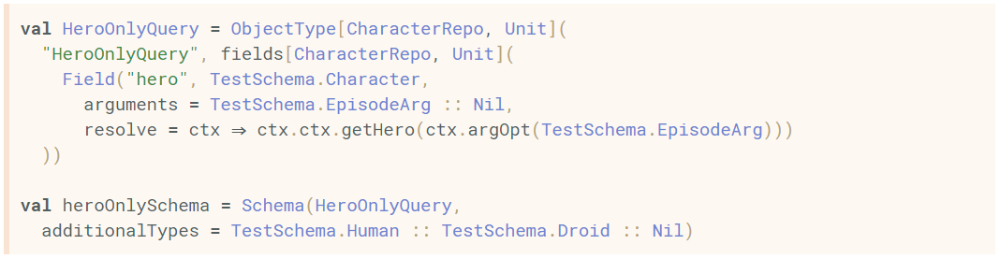 val HeroOnlyQuery = ObjectType[CharacterRepo, Unit](
  "HeroOnlyQuery", fields[CharacterRepo, Unit](
    Field("hero", TestSchema.Character,
      arguments = TestSchema.EpisodeArg :: Nil,
      resolve = ctx ⇒ ctx.ctx.getHero(ctx.argOpt(TestSchema.EpisodeArg)))
  ))

val heroOnlySchema = Schema(HeroOnlyQuery,
  additionalTypes = TestSchema.Human :: TestSchema.Droid :: Nil)